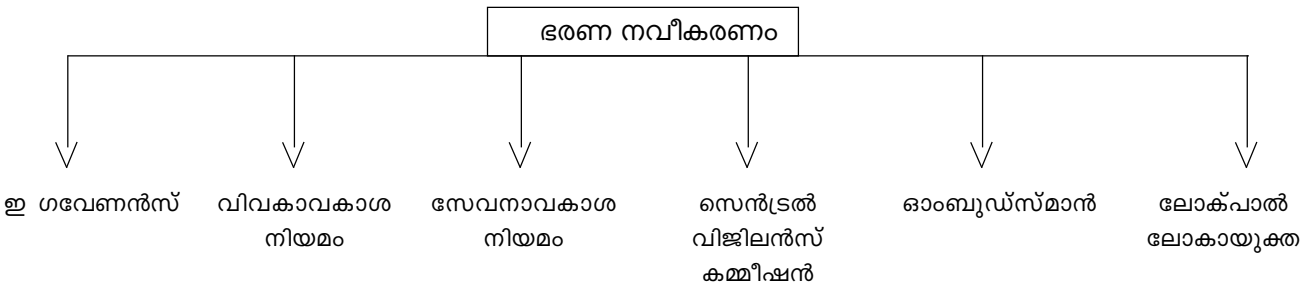 ഭരണ നവീകരണം
ഇ ഗവേണൻസ്
വിവകാവകാശ
നിയമം
സേവനാവകാശ
നിയമം
സെൻട്രൽ
വിജിലൻസ്
കമ്മീഷൻ
ഓംബുഡ്സ്മാൻ
ലോക്പാൽ
ലോകായുക്ത